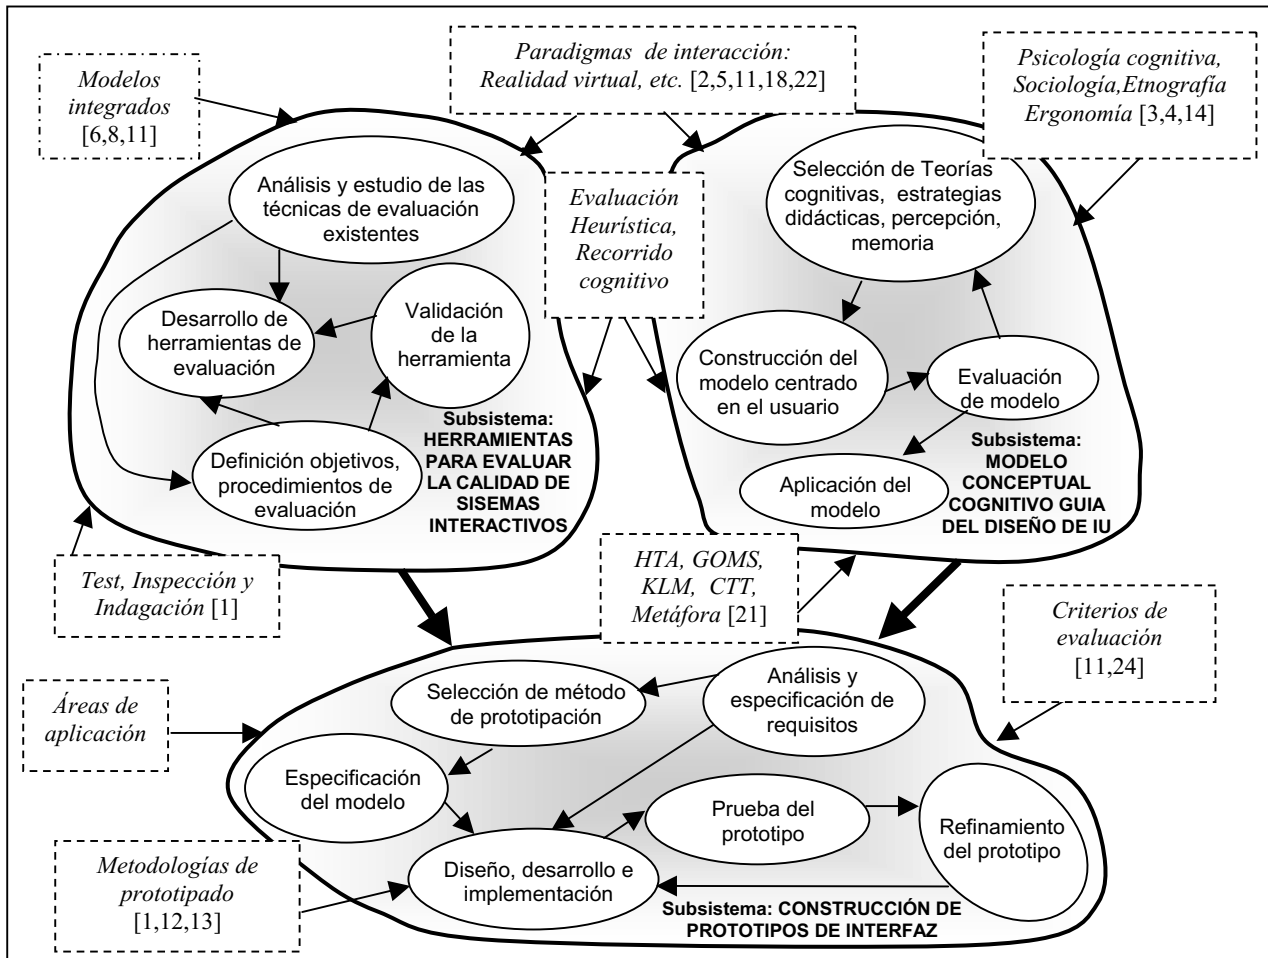 Modelos
integrados
[6,8,11]
Paradigmas de interacción:
Realidad virtual, etc. [2,5,11,18,22]
Psicología cognitiva,
Sociología,Etnografía
Ergonomía [3,4,14]
Análisis y estudio de las
técnicas de evaluación
existentes
Evaluación
Heurística,
Recorrido
cognitivo
Selección de Teorías
cognitivas, estrategias
didácticas, percepción,
memoria
Desarrollo de
herramientas de
evaluación
Validación
de la
herramienta
Construcción del
modelo centrado
en el usuario
Evaluación
de modelo
Definición objetivos,
procedimientos de
evaluación
Subsistema:
HERRAMIENTAS
PARA EVALUAR
LA CALIDAD DE
SISEMAS
INTERACTIVOS
Aplicación del
modelo
Subsistema:
MODELO
CONCEPTUAL
COGNITIVO GUIA
DEL DISEÑO DE IU
Test, Inspección y
Indagación [1]
HTA, GOMS,
KLM, CTT,
Metáfora [21]
Criterios de
evaluación
[11,24]
Áreas de
aplicación
Selección de método
de prototipación
Análisis y
especificación de
requisitos
Especificación
del modelo
Prueba del
prototipo
Refinamiento
del prototipo
Metodologías de
prototipado
[1,12,13]
Diseño, desarrollo e
implementación
Subsistema: CONSTRUCCIÓN DE
PROTOTIPOS DE INTERFAZ